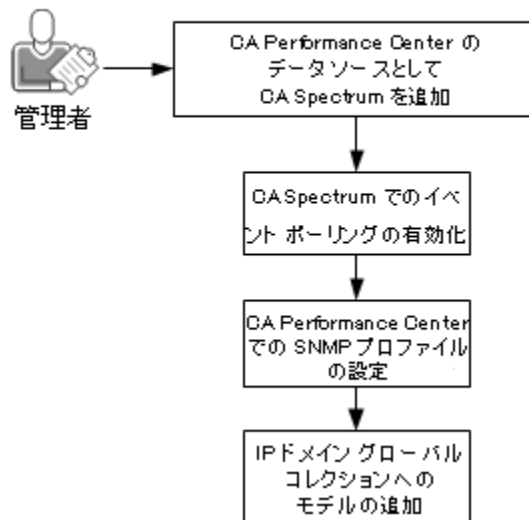 管理者
CA Performance Center の
データ ソースとして
CA Spectrum を追加
CA Spectrum でのイベ
ント ポーリングの有効化
CA Performance Center
での SNMP プロファイル
の設定
IP ドメイン グローバル
コレクションへの
モデルの追加